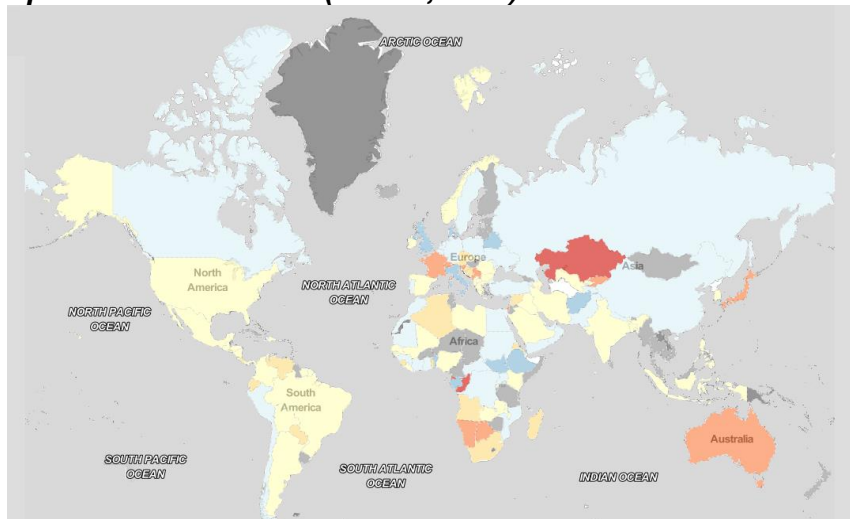 ARCTIC OCEAN
North
America
Europe
Asia
NORTH ATLANTIC
OCEAN
NORTH PACIFIC
OCEAN
Africa
South
America
Australia
SOUTH PACIFIC
OCEAN
SOUTH ATLANTIC
OCEAN
INDIAN OCEAN